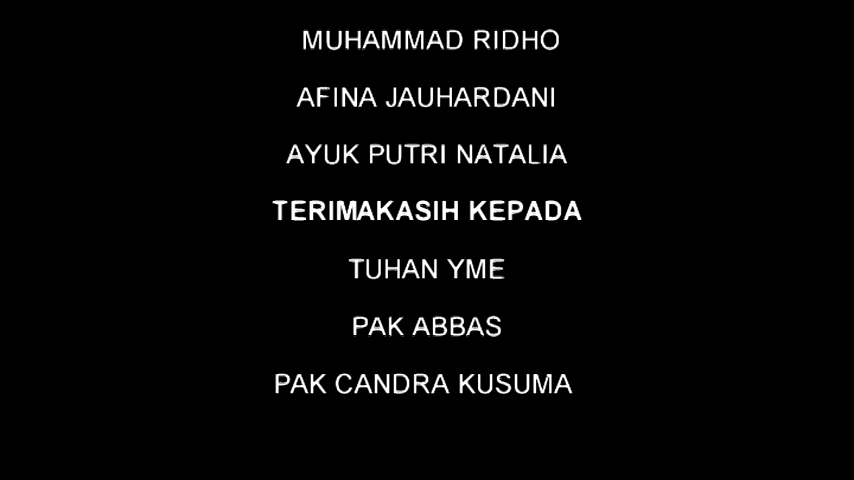 MUHAMMAD RIDHO
AFINA JAUHARDANI
AYUK PUTRI NATALIA
TERIMAKASIH KEPADA
TUHAN YME
PAK ABBAS
PAK CANDRA KUSUMA